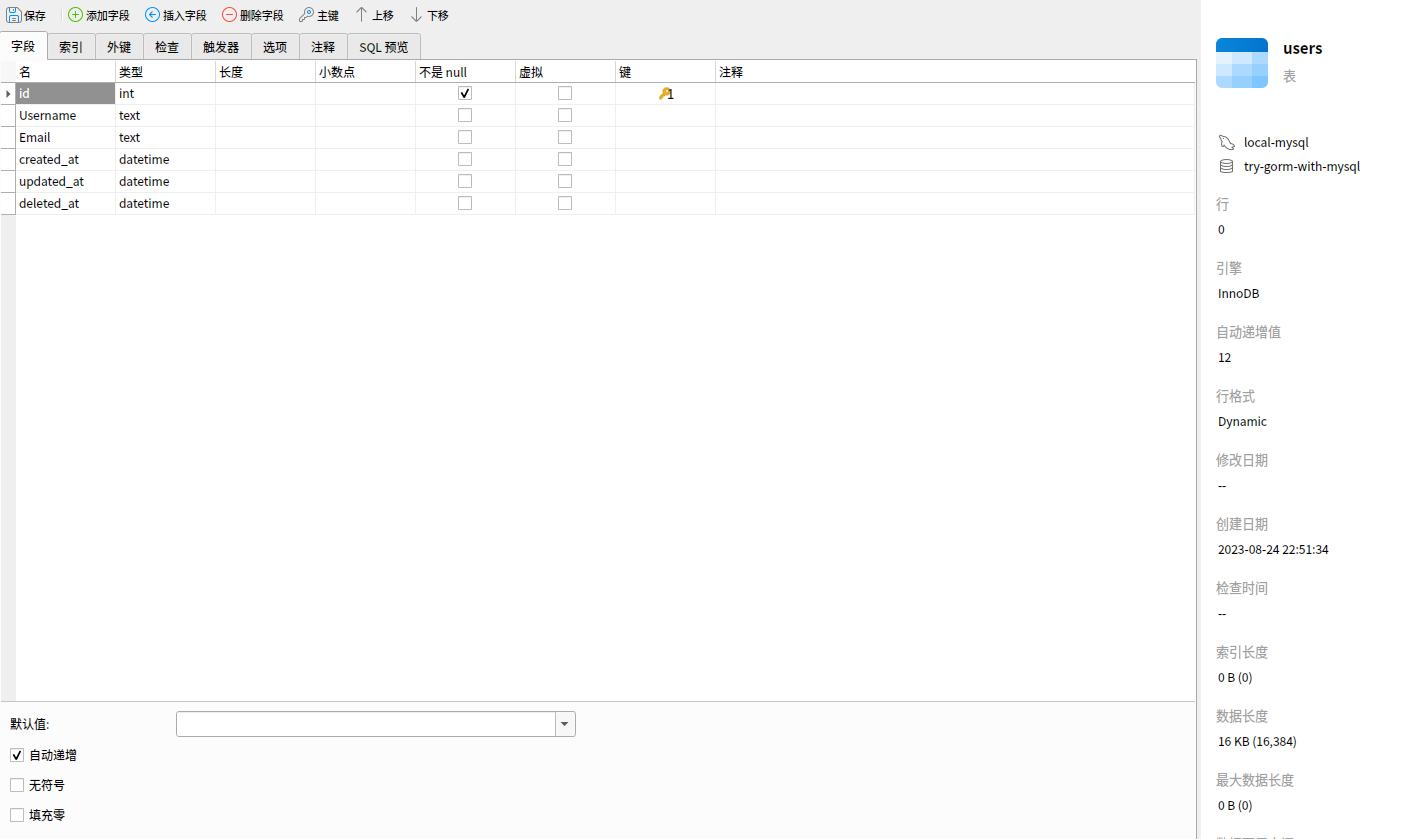 保存 添加字段 插入字段 删除字段 主键 上移 下移
字段 索引 外键 检查 触发器 选项 注释 SQL 预览
名 类型 长度 小数点 不是 null 虚拟 键 注释
id int 1
Username text
Email text
created_at datetime
updated_at datetime
deleted_at datetime
默认值:
自动递增
无符号
填充零
users
表
local-mysql
try-gorm-with-mysql
行
0
引擎
InnoDB
自动递增值
12
行格式
Dynamic
修改日期
--
创建日期
2023-08-24 22:51:34
检查时间
--
索引长度
0 B (0)
数据长度
16 KB (16,384)
最大数据长度
0 B (0)